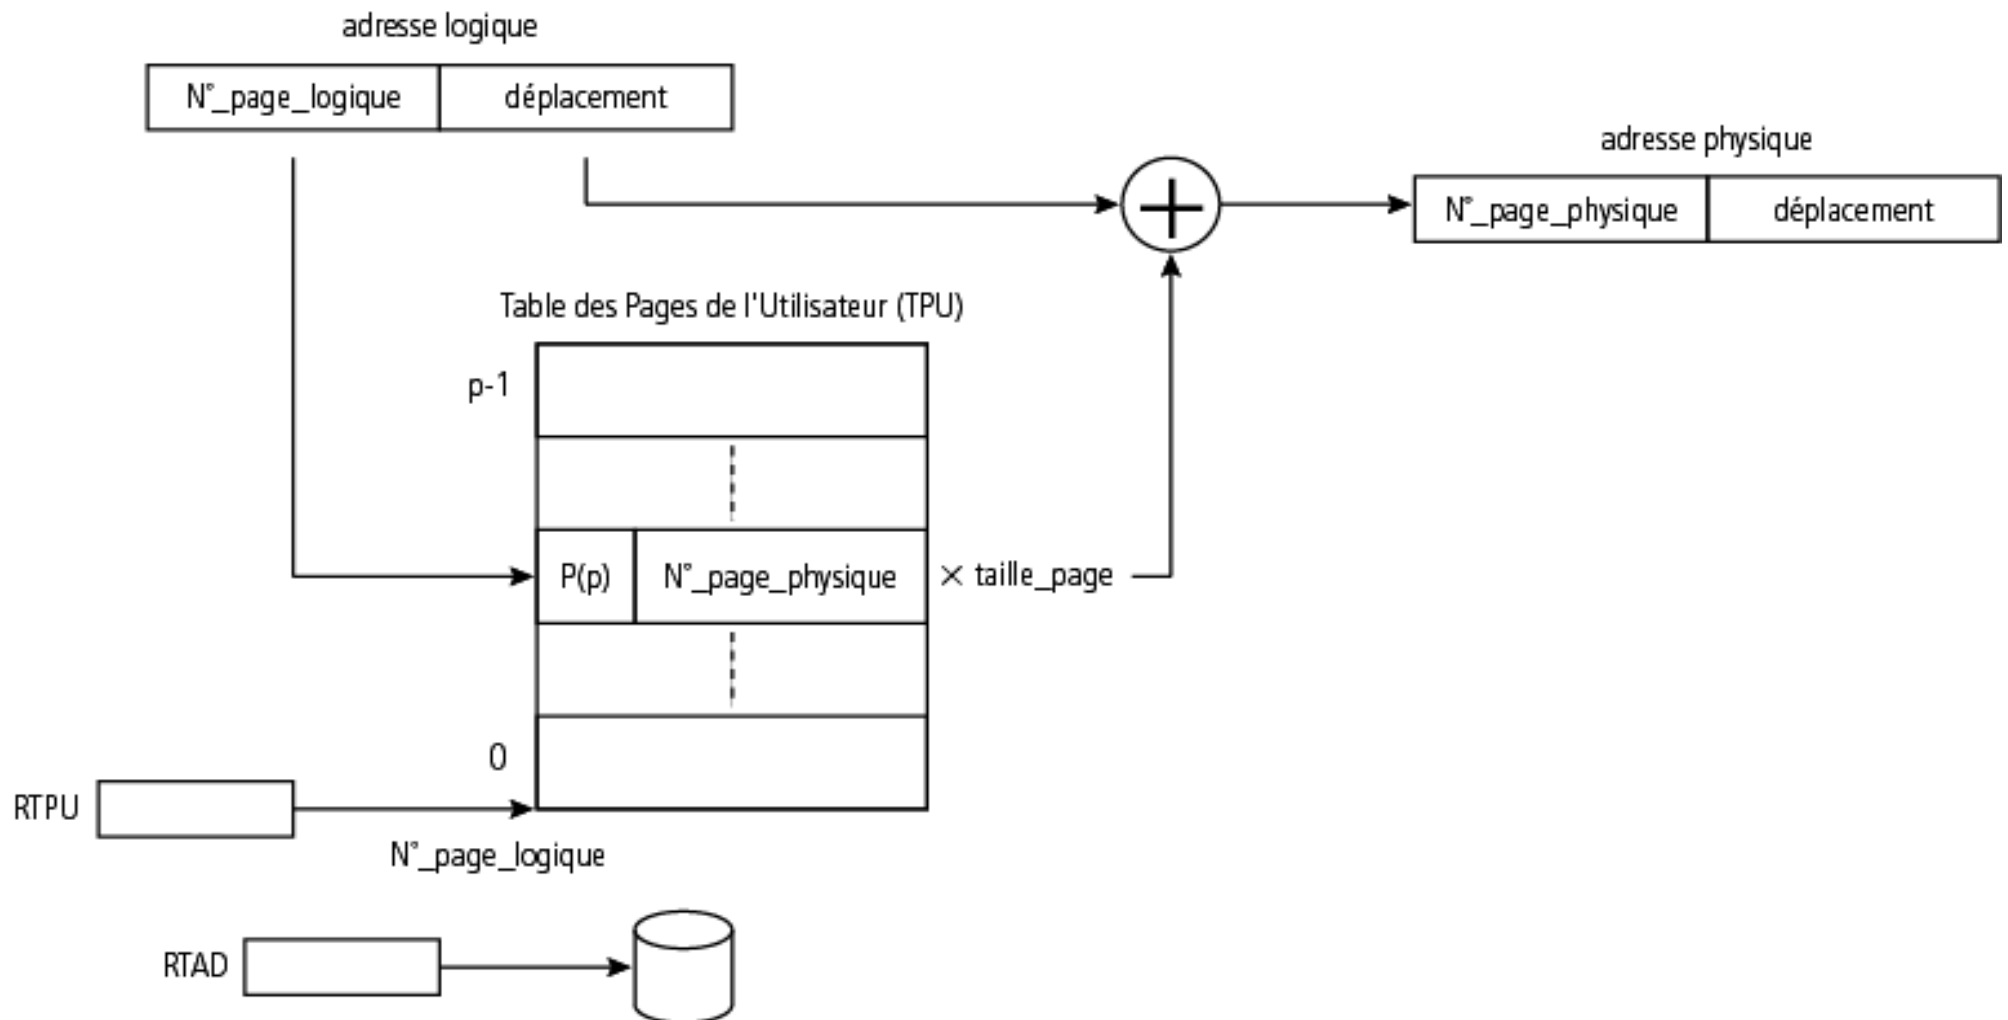 adresse logique
N°_page_logique déplacement
adresse physique
N°_page_physique déplacement
Table des Pages de l'Utilisateur (TPU)
p-1
P(p) N°_page_physique × taille_page
0
RTPU
N°_page_logique
RTAD